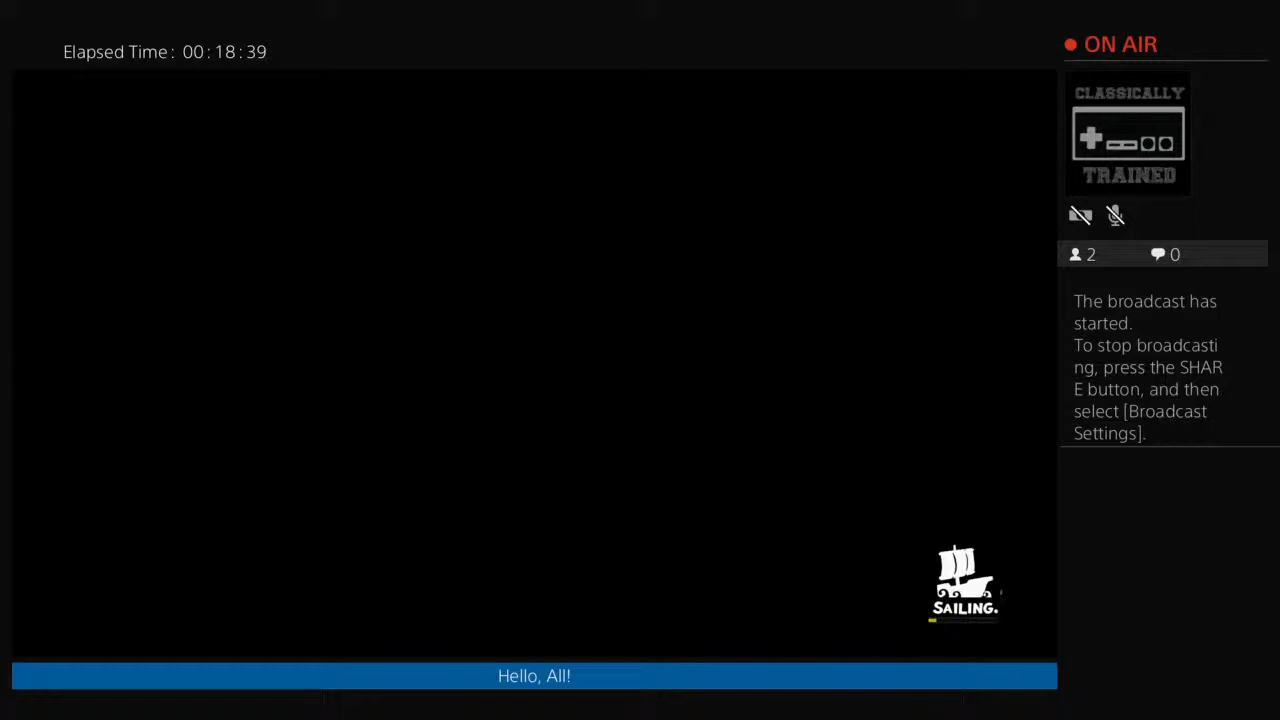 Elapsed Time: 00:18:39
ON AIR
CLASSICALLY
TRAINED
2
0
The broadcast has
started.
To stop broadcasti
ng, press the SHAR
E button, and then
select [Broadcast
Settings].
SAILING.
Hello, All!